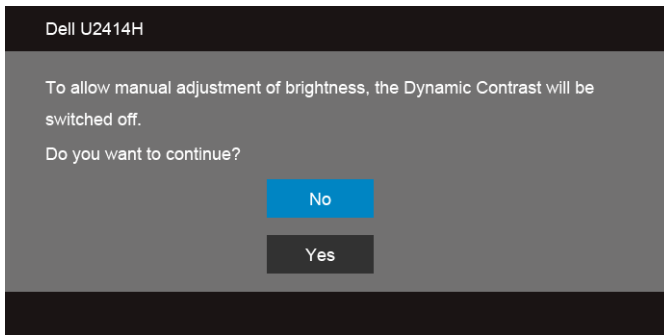 Dell U2414H
To allow manual adjustment of brightness, the Dynamic Contrast will be
switched off.
Do you want to continue?
No
Yes